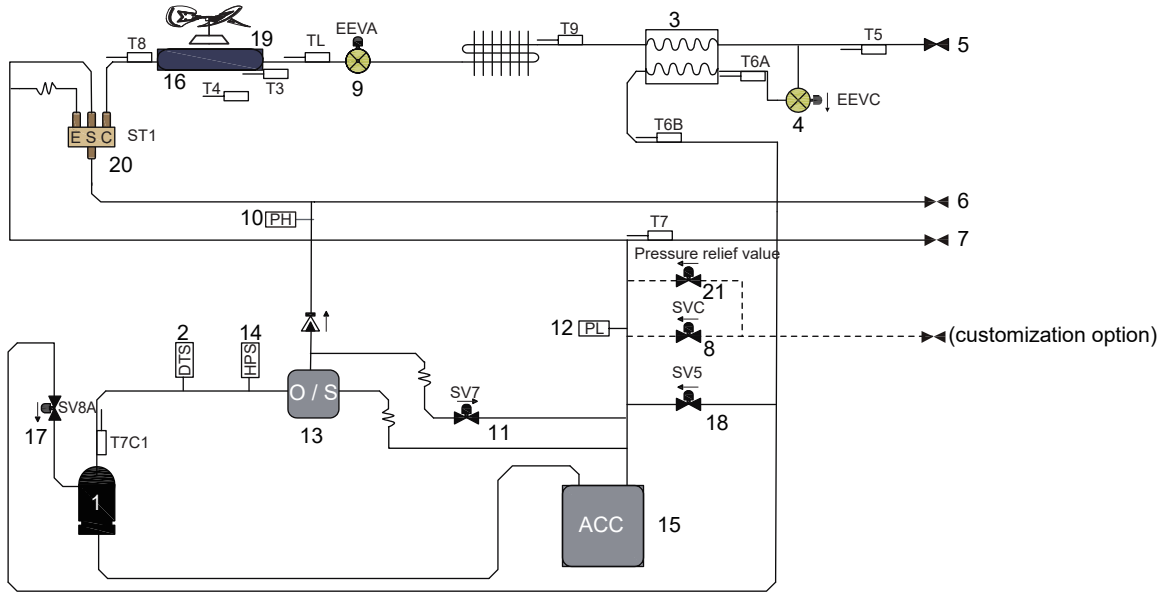 T8
19
TL
EEVA
T9
3
T5
5
16
T3
9
T6A
T4
EEVC
4
E S C
ST1
T6B
20
6
10
PH
T7
7
Pressure relief value
21
SVC
12
PL
8
(customization option)
2
14
DTS
HPS
SV5
SV8A
O / S
SV7
17
T7C1
13
11
18
1
ACC
15